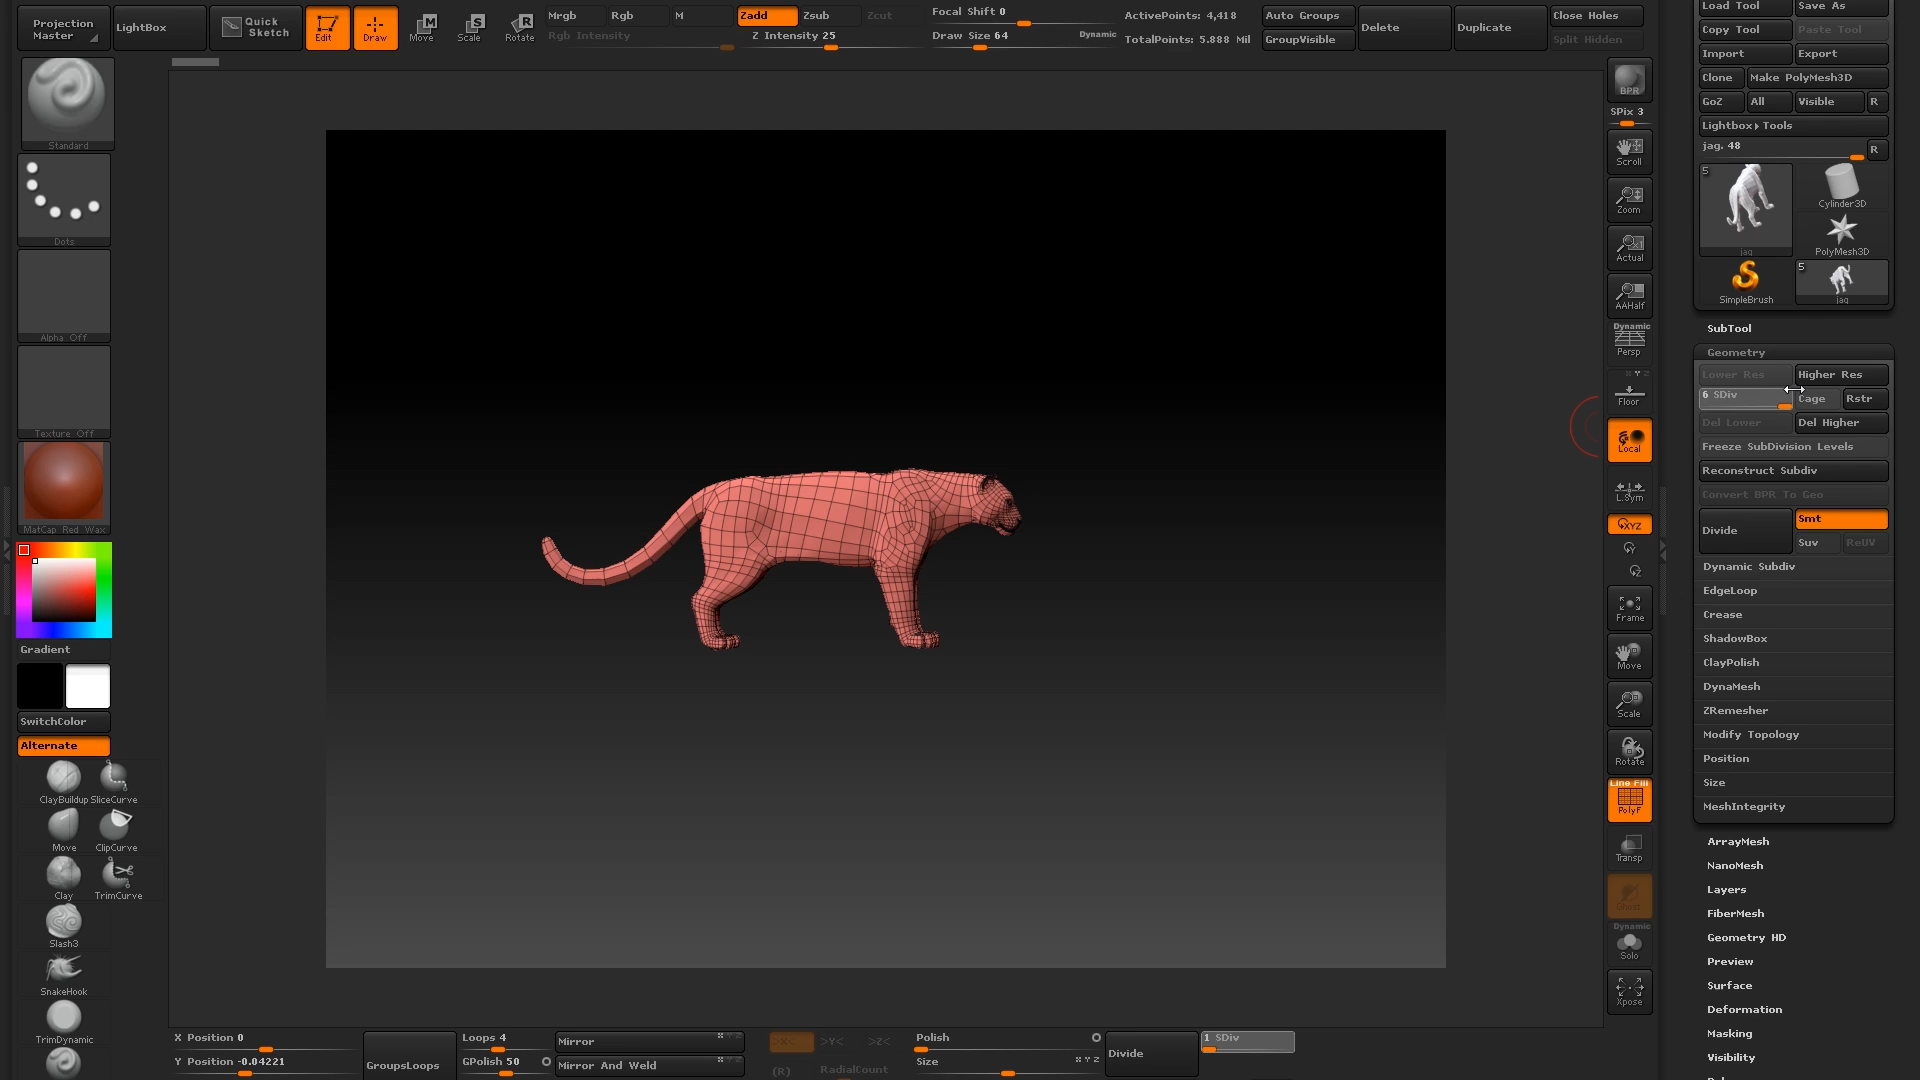 Projection Master
LightBox
Quick Sketch
Edit
Draw
Move
Scale
Rotate
Mrgb
Rgb
M
Zadd
Zsub
Zcut
Rgb Intensity
Z Intensity 25
Focal Shift 0
Draw Size 64
Dynamic
ActivePoints: 4,418
TotalPoints: 5.888 Mil
Auto Groups
GroupVisible
Delete
Duplicate
Close Holes
Split Hidden
Standard
Dots
Alpha Off
Texture Off
MatCap Red Wax
Gradient
SwitchColor
Alternate
ClayBuildup
SliceCurve
Move
ClipCurve
Clay
TrimCurve
Slash3
SnakeHook
TrimDynamic
BPR
SPix 3
Scroll
Zoom
Actual
AAHalf
Dynamic
Persp
Floor
Local
L.Sym
XYZ
Y
Z
Frame
Move
Scale
Rotate
Line Fill
PolyF
Transp
Ghost
Dynamic
Solo
Xpose
Load Tool
Save As
Copy Tool
Paste Tool
Import
Export
Clone
Make PolyMesh3D
GoZ
All
Visible
R
Lightbox▸Tools
jag. 48
R
5
jag
Cylinder3D
PolyMesh3D
SimpleBrush
5
jag
SubTool
Geometry
Lower Res
Higher Res
6 SDiv
Cage
Rstr
Del Lower
Del Higher
Freeze SubDivision Levels
Reconstruct Subdiv
Convert BPR To Geo
Divide
Smt
Suv
ReUV
Dynamic Subdiv
EdgeLoop
Crease
ShadowBox
ClayPolish
DynaMesh
ZRemesher
Modify Topology
Position
Size
MeshIntegrity
ArrayMesh
NanoMesh
Layers
FiberMesh
Geometry HD
Preview
Surface
Deformation
Masking
Visibility
X Position 0
Y Position -0.04221
GroupsLoops
Loops 4
GPolish 50
Mirror
Mirror And Weld
>X<
>Y<
>Z<
(R)
RadialCount
Polish
Size
X Y Z
Divide
1 SDiv